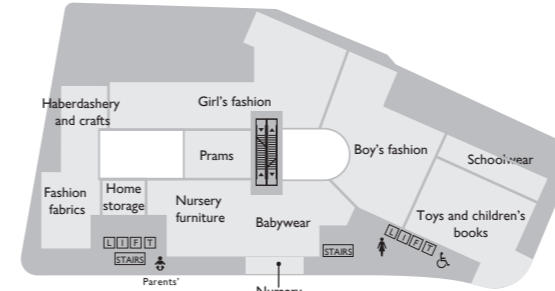 Haberdashery
and crafts
Girl's fashion
Prams
Boy's fashion
Schoolwear
Fashion
fabrics
Home
storage
Nursery
furniture
Babywear
Toys and children's
books
LIFT
STAIRS
Parents'
STAIRS
LIFT
Nursery